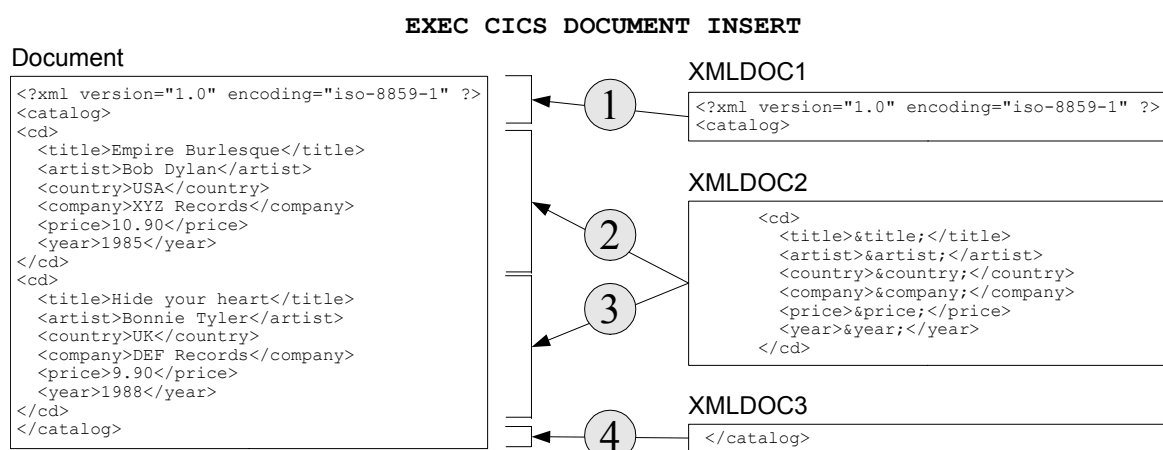 EXEC CICS DOCUMENT INSERT
Document
<?xml version="1.0" encoding="iso-8859-1" ?>
<catalog>
<cd>
  <title>Empire Burlesque</title>
  <artist>Bob Dylan</artist>
  <country>USA</country>
  <company>XYZ Records</company>
  <price>10.90</price>
  <year>1985</year>
</cd>
<cd>
  <title>Hide your heart</title>
  <artist>Bonnie Tyler</artist>
  <country>UK</country>
  <company>DEF Records</company>
  <price>9.90</price>
  <year>1988</year>
</cd>
</catalog>
1
2
3
4
XMLDOC1
<?xml version="1.0" encoding="iso-8859-1" ?>
<catalog>
XMLDOC2
<cd>
  <title>&title;</title>
  <artist>&artist;</artist>
  <country>&country;</country>
  <company>&company;</company>
  <price>&price;</price>
  <year>&year;</year>
</cd>
XMLDOC3
</catalog>